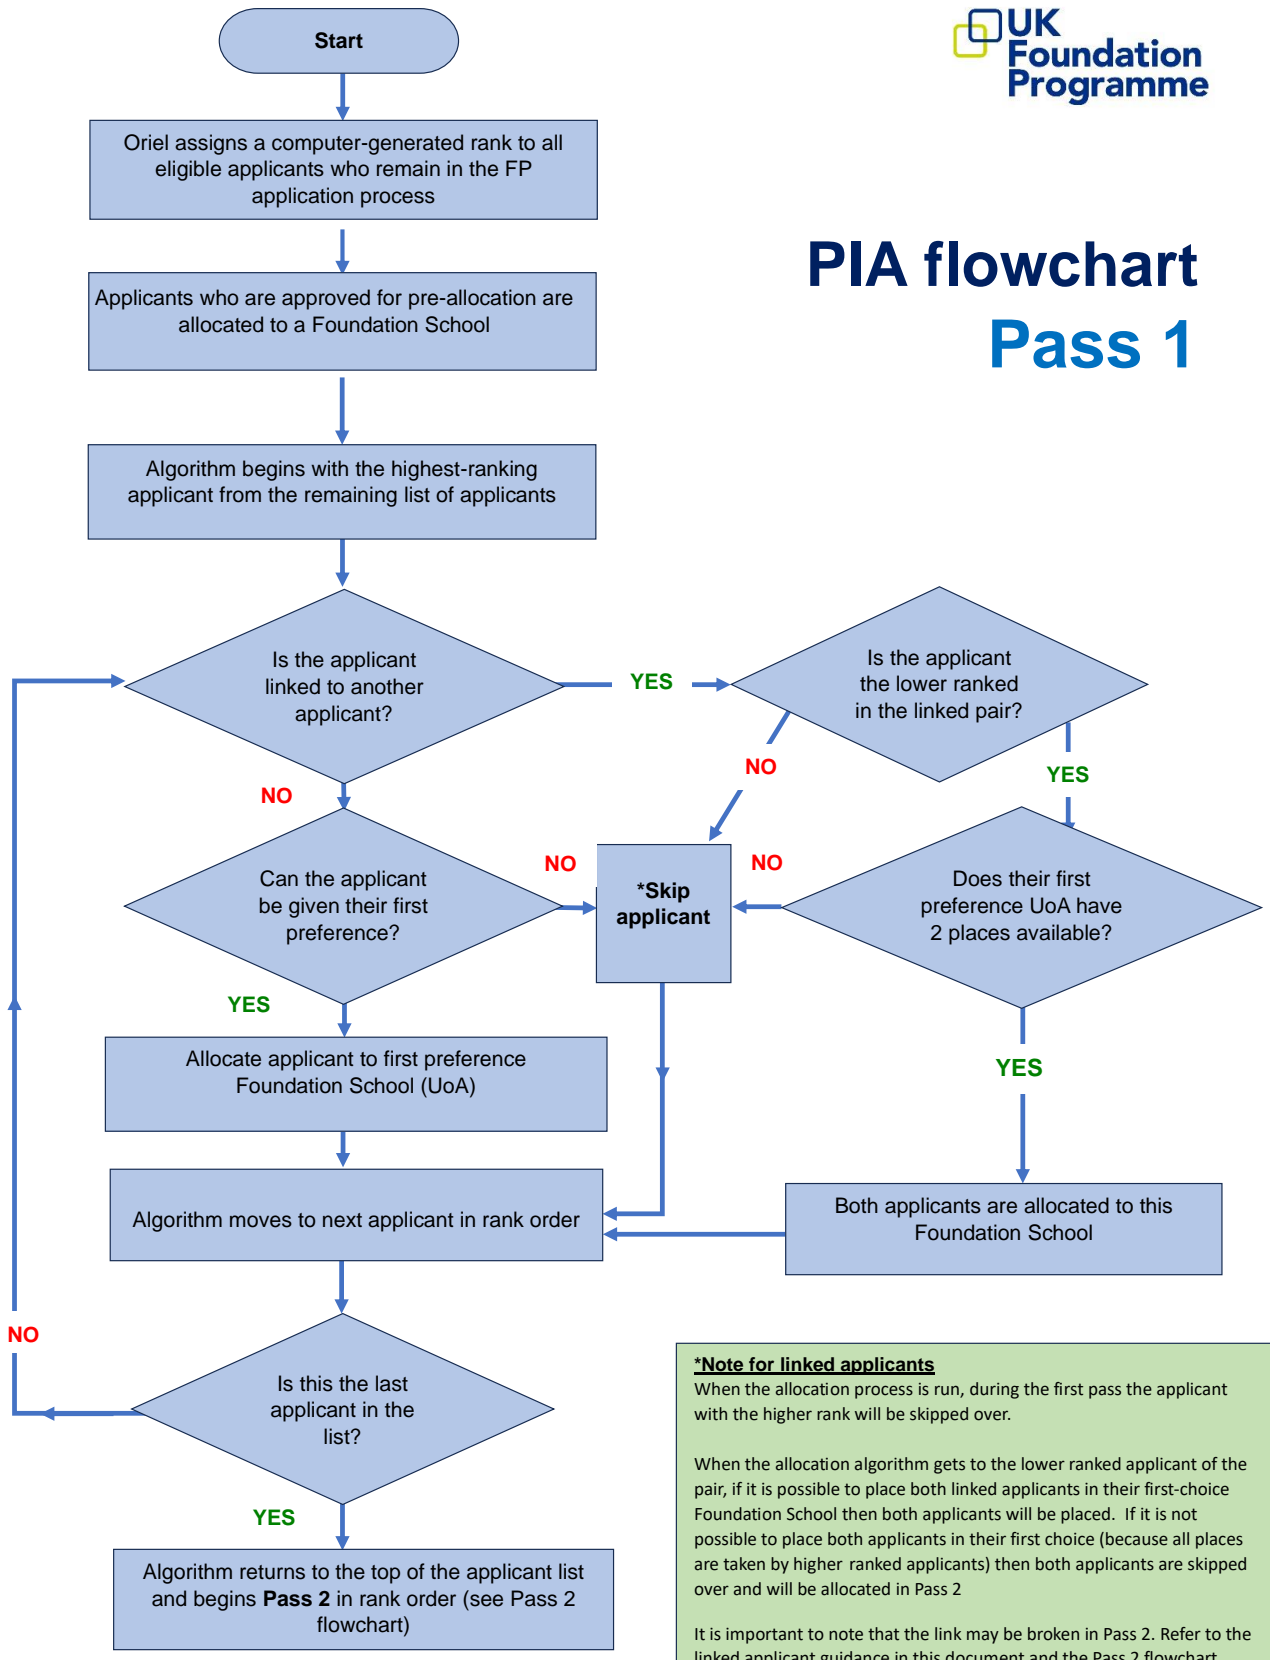 UK
Foundation
Programme
PIA flowchart
Pass 1
Start
Oriel assigns a computer-generated rank to all
eligible applicants who remain in the FP
application process
Applicants who are approved for pre-allocation are
allocated to a Foundation School
Algorithm begins with the highest-ranking
applicant from the remaining list of applicants
Is the applicant
linked to another
applicant?
YES
Is the applicant
the lower ranked
in the linked pair?
NO
YES
NO
Can the applicant
be given their first
preference?
NO
*Skip
applicant
NO
Does their first
preference UoA have
2 places available?
YES
Allocate applicant to first preference
Foundation School (UoA)
YES
Algorithm moves to next applicant in rank order
Both applicants are allocated to this
Foundation School
NO
Is this the last
applicant in the
list?
YES
Algorithm returns to the top of the applicant list
and begins Pass 2 in rank order (see Pass 2
flowchart)
*Note for linked applicants
When the allocation process is run, during the first pass the applicant
with the higher rank will be skipped over.
When the allocation algorithm gets to the lower ranked applicant of the
pair, if it is possible to place both linked applicants in their first-choice
Foundation School then both applicants will be placed. If it is not
possible to place both applicants in their first choice (because all places
are taken by higher ranked applicants) then both applicants are skipped
over and will be allocated in Pass 2
It is important to note that the link may be broken in Pass 2. Refer to the
linked applicant guidance in this document and the Pass 2 flowchart